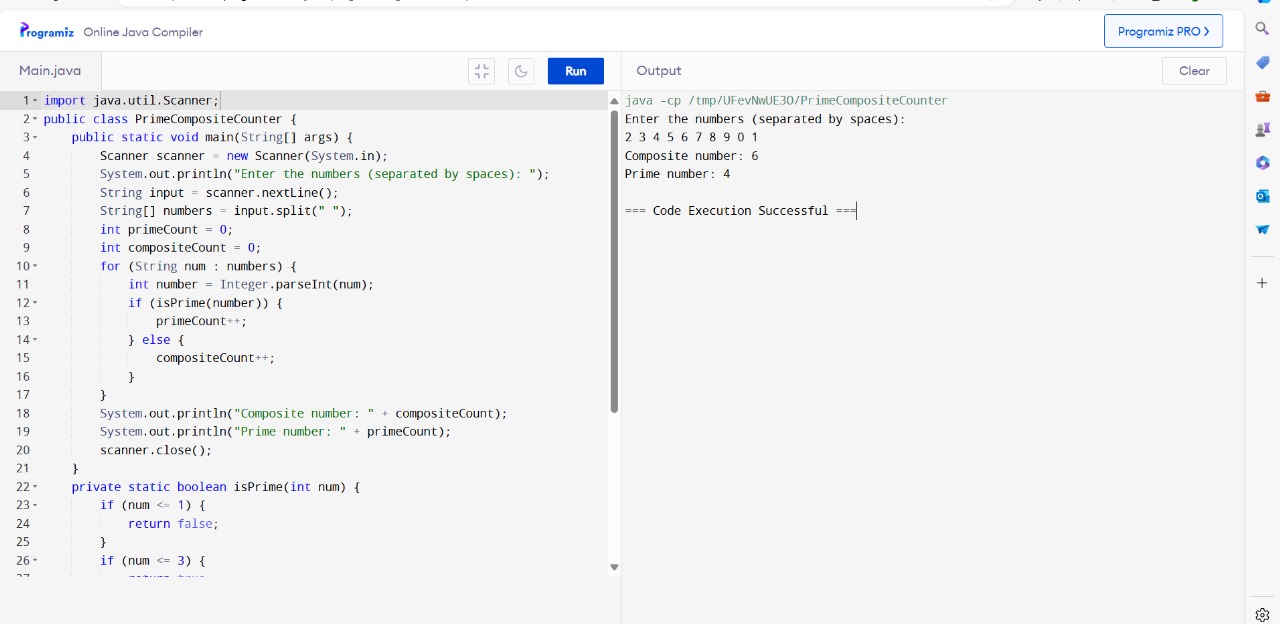 Programiz Online Java Compiler
Programiz PRO
Main.java
Run
Output
Clear
1 import java.util.Scanner;
2 public class PrimeCompositeCounter {
3 public static void main(String[] args) {
4 Scanner scanner = new Scanner(System.in);
5 System.out.println("Enter the numbers (separated by spaces): ");
6 String input = scanner.nextLine();
7 String[] numbers = input.split(" ");
8 int primeCount = 0;
9 int compositeCount = 0;
10 for (String num : numbers) {
11 int number = Integer.parseInt(num);
12 if (isPrime(number)) {
13 primeCount++;
14 } else {
15 compositeCount++;
16 }
17 }
18 System.out.println("Composite number: " + compositeCount);
19 System.out.println("Prime number: " + primeCount);
20 scanner.close();
21 }
22 private static boolean isPrime(int num) {
23 if (num <= 1) {
24 return false;
25 }
26 if (num <= 3) {
java -cp /tmp/UFevNwUE3O/PrimeCompositeCounter
Enter the numbers (separated by spaces):
2 3 4 5 6 7 8 9 0 1
Composite number: 6
Prime number: 4
=== Code Execution Successful ===